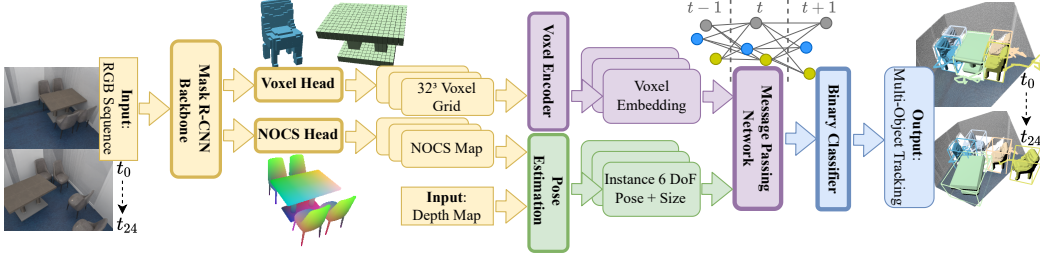 Input:
RGB Sequence
t0
t24
Mask R-CNN
Backbone
Voxel Head
NOCS Head
32³ Voxel
Grid
NOCS Map
Input:
Depth Map
Voxel Encoder
Pose
Estimation
Voxel
Embedding
Instance 6 DoF
Pose + Size
t − 1
t
t + 1
Message Passing
Network
Binary Classifier
Output:
Multi-Object Tracking
t0
t24